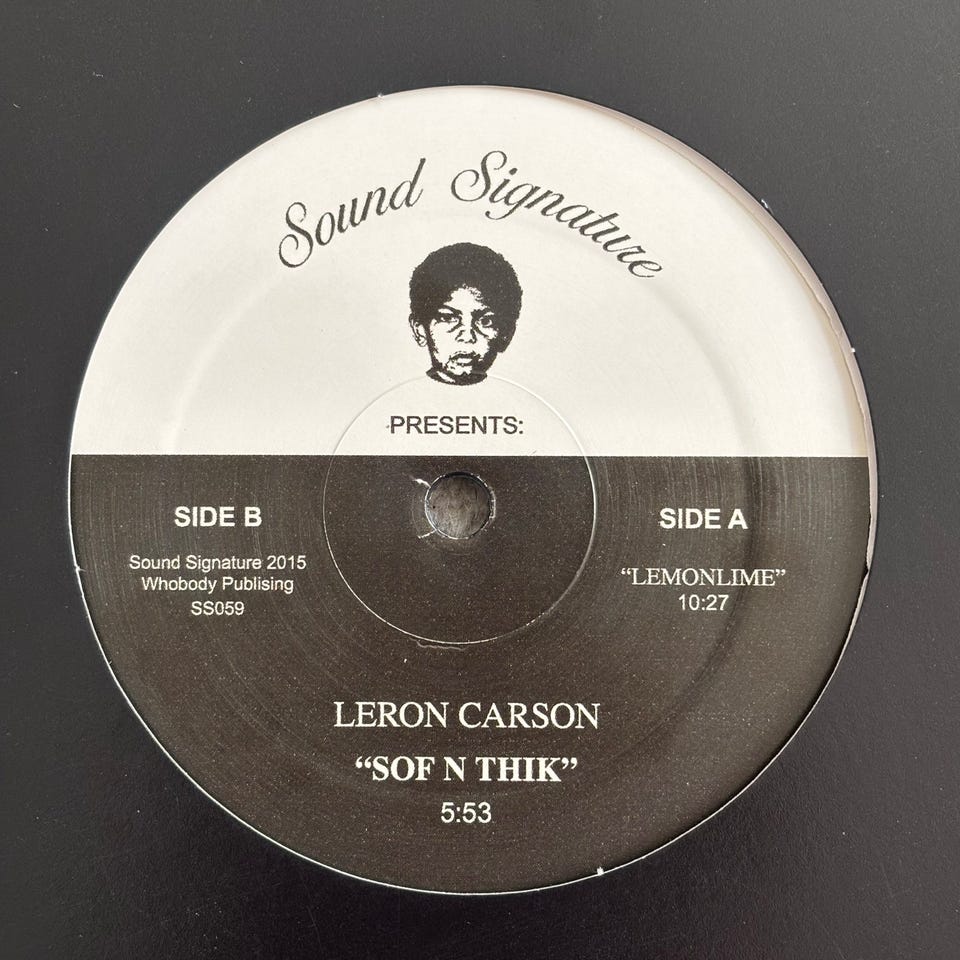 Sound Signature
PRESENTS:
SIDE B
Sound Signature 2015
Whobody Publising
SS059
SIDE A
“LEMONLIME”
10:27
LERON CARSON
“SOF N THIK”
5:53